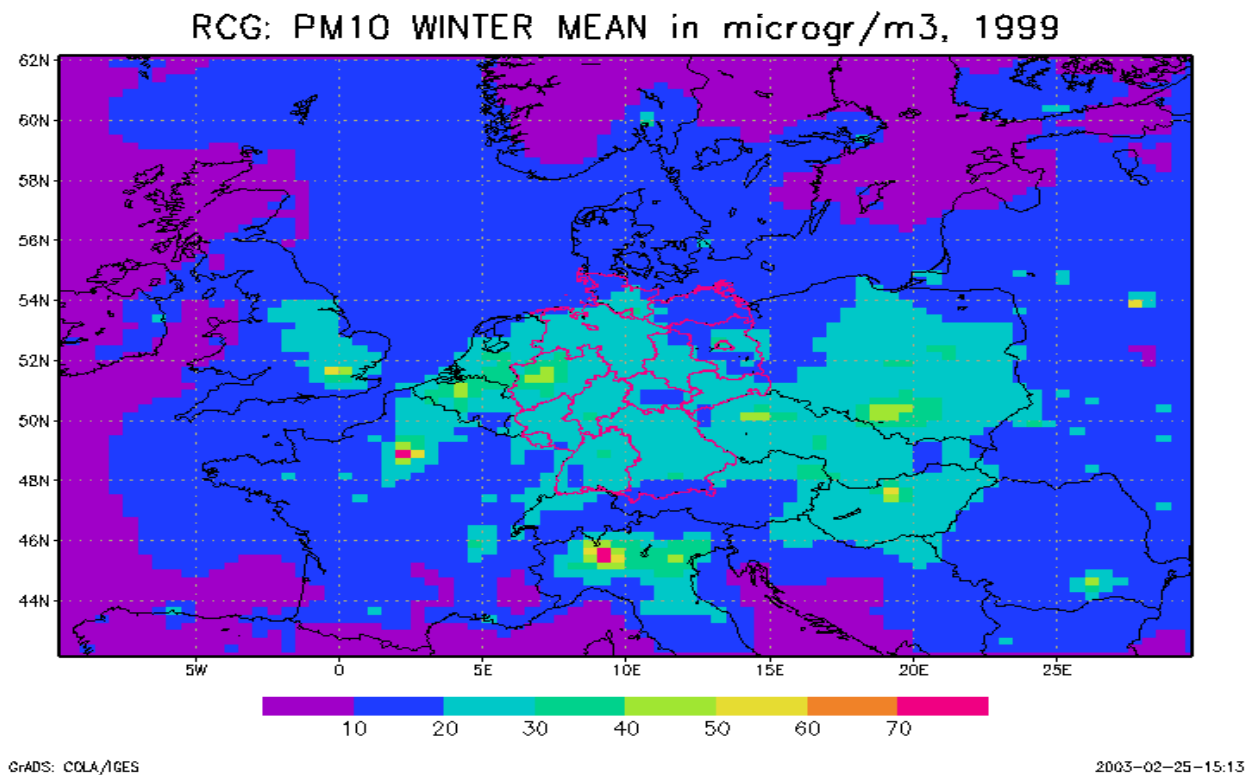 RCG: PM10 WINTER MEAN in microgr/m3, 1999
62N
60N
58N
56N
54N
52N
50N
48N
46N
44N
5W 0 5E 10E 15E 20E 25E
10 20 30 40 50 60 70
GrADS: COLA/IGES 2003-02-25-15:13